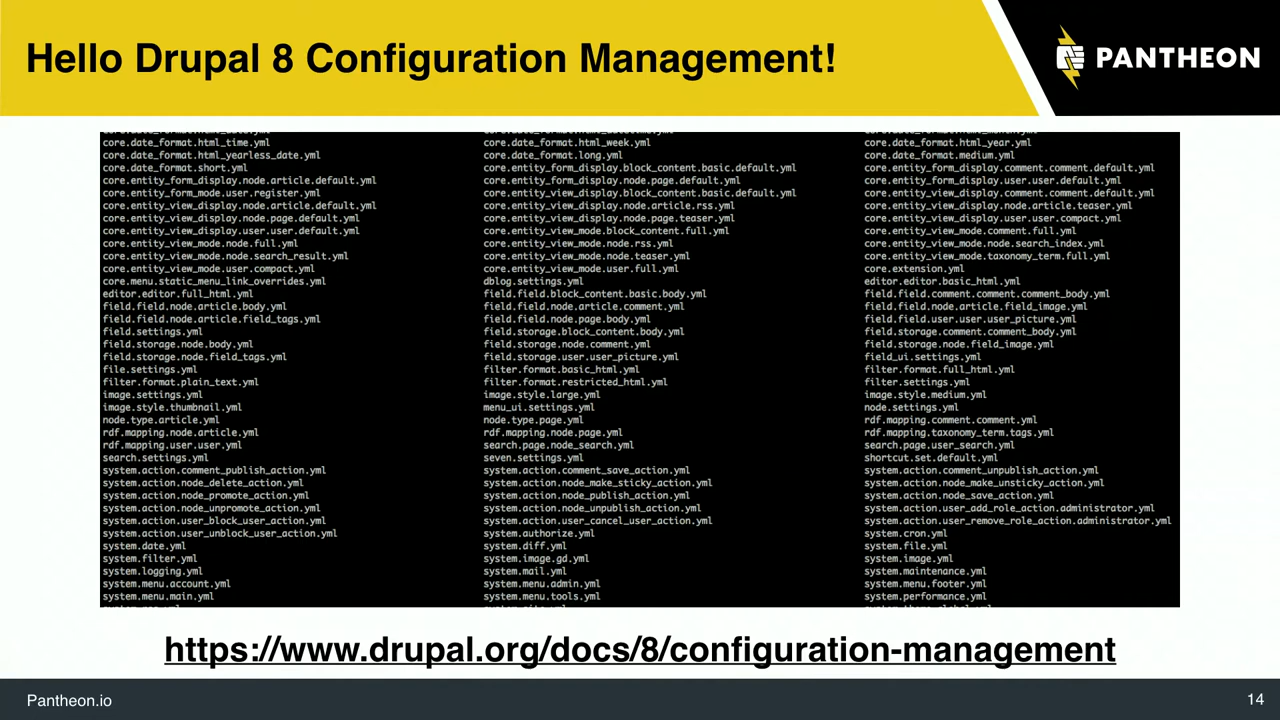 Hello Drupal 8 Configuration Management!
PANTHEON
core.date_format.html_time.yml core.date_format.html_week.yml core.date_format.html_year.yml
core.date_format.html_yearless_date.yml core.date_format.long.yml core.date_format.medium.yml
core.date_format.short.yml core.entity_form_display.block_content.basic.default.yml core.entity_form_display.comment.comment.default.yml
core.entity_form_display.node.article.default.yml core.entity_form_display.node.page.default.yml core.entity_form_display.user.user.default.yml
core.entity_form_mode.user.register.yml core.entity_view_display.block_content.basic.default.yml core.entity_view_display.comment.comment.default.yml
core.entity_view_display.node.article.default.yml core.entity_view_display.node.article.rss.yml core.entity_view_display.node.article.teaser.yml
core.entity_view_display.node.page.default.yml core.entity_view_display.node.page.teaser.yml core.entity_view_display.user.user.compact.yml
core.entity_view_display.user.user.default.yml core.entity_view_mode.block_content.full.yml core.entity_view_mode.comment.full.yml
core.entity_view_mode.node.full.yml core.entity_view_mode.node.rss.yml core.entity_view_mode.node.search_index.yml
core.entity_view_mode.node.search_result.yml core.entity_view_mode.node.teaser.yml core.entity_view_mode.taxonomy_term.full.yml
core.entity_view_mode.user.compact.yml core.entity_view_mode.user.full.yml core.extension.yml
core.menu.static_menu_link_overrides.yml dblog.settings.yml editor.editor.basic_html.yml
editor.editor.full_html.yml field.field.block_content.basic.body.yml field.field.comment.comment.comment_body.yml
field.field.node.article.body.yml field.field.node.article.comment.yml field.field.node.article.field_image.yml
field.field.node.article.field_tags.yml field.field.node.page.body.yml field.field.user.user.user_picture.yml
field.settings.yml field.storage.block_content.body.yml field.storage.comment.comment_body.yml
field.storage.node.body.yml field.storage.node.comment.yml field.storage.node.field_image.yml
field.storage.node.field_tags.yml field.storage.user.user_picture.yml field_ui.settings.yml
file.settings.yml filter.format.basic_html.yml filter.format.full_html.yml
filter.format.plain_text.yml filter.format.restricted_html.yml filter.settings.yml
image.settings.yml image.style.large.yml image.style.medium.yml
image.style.thumbnail.yml menu_ui.settings.yml node.settings.yml
node.type.article.yml node.type.page.yml rdf.mapping.comment.comment.yml
rdf.mapping.node.article.yml rdf.mapping.node.page.yml rdf.mapping.taxonomy_term.tags.yml
rdf.mapping.user.user.yml search.page.node_search.yml search.page.user_search.yml
search.settings.yml seven.settings.yml shortcut.set.default.yml
system.action.comment_publish_action.yml system.action.comment_save_action.yml system.action.comment_unpublish_action.yml
system.action.node_delete_action.yml system.action.node_make_sticky_action.yml system.action.node_make_unsticky_action.yml
system.action.node_promote_action.yml system.action.node_publish_action.yml system.action.node_save_action.yml
system.action.node_unpromote_action.yml system.action.node_unpublish_action.yml system.action.user_add_role_action.administrator.yml
system.action.user_block_user_action.yml system.action.user_cancel_user_action.yml system.action.user_remove_role_action.administrator.yml
system.action.user_unblock_user_action.yml system.authorize.yml system.cron.yml
system.date.yml system.diff.yml system.file.yml
system.filter.yml system.image.gd.yml system.image.yml
system.logging.yml system.mail.yml system.maintenance.yml
system.menu.account.yml system.menu.admin.yml system.menu.footer.yml
system.menu.main.yml system.menu.tools.yml system.performance.yml
https://www.drupal.org/docs/8/configuration-management
Pantheon.io
14